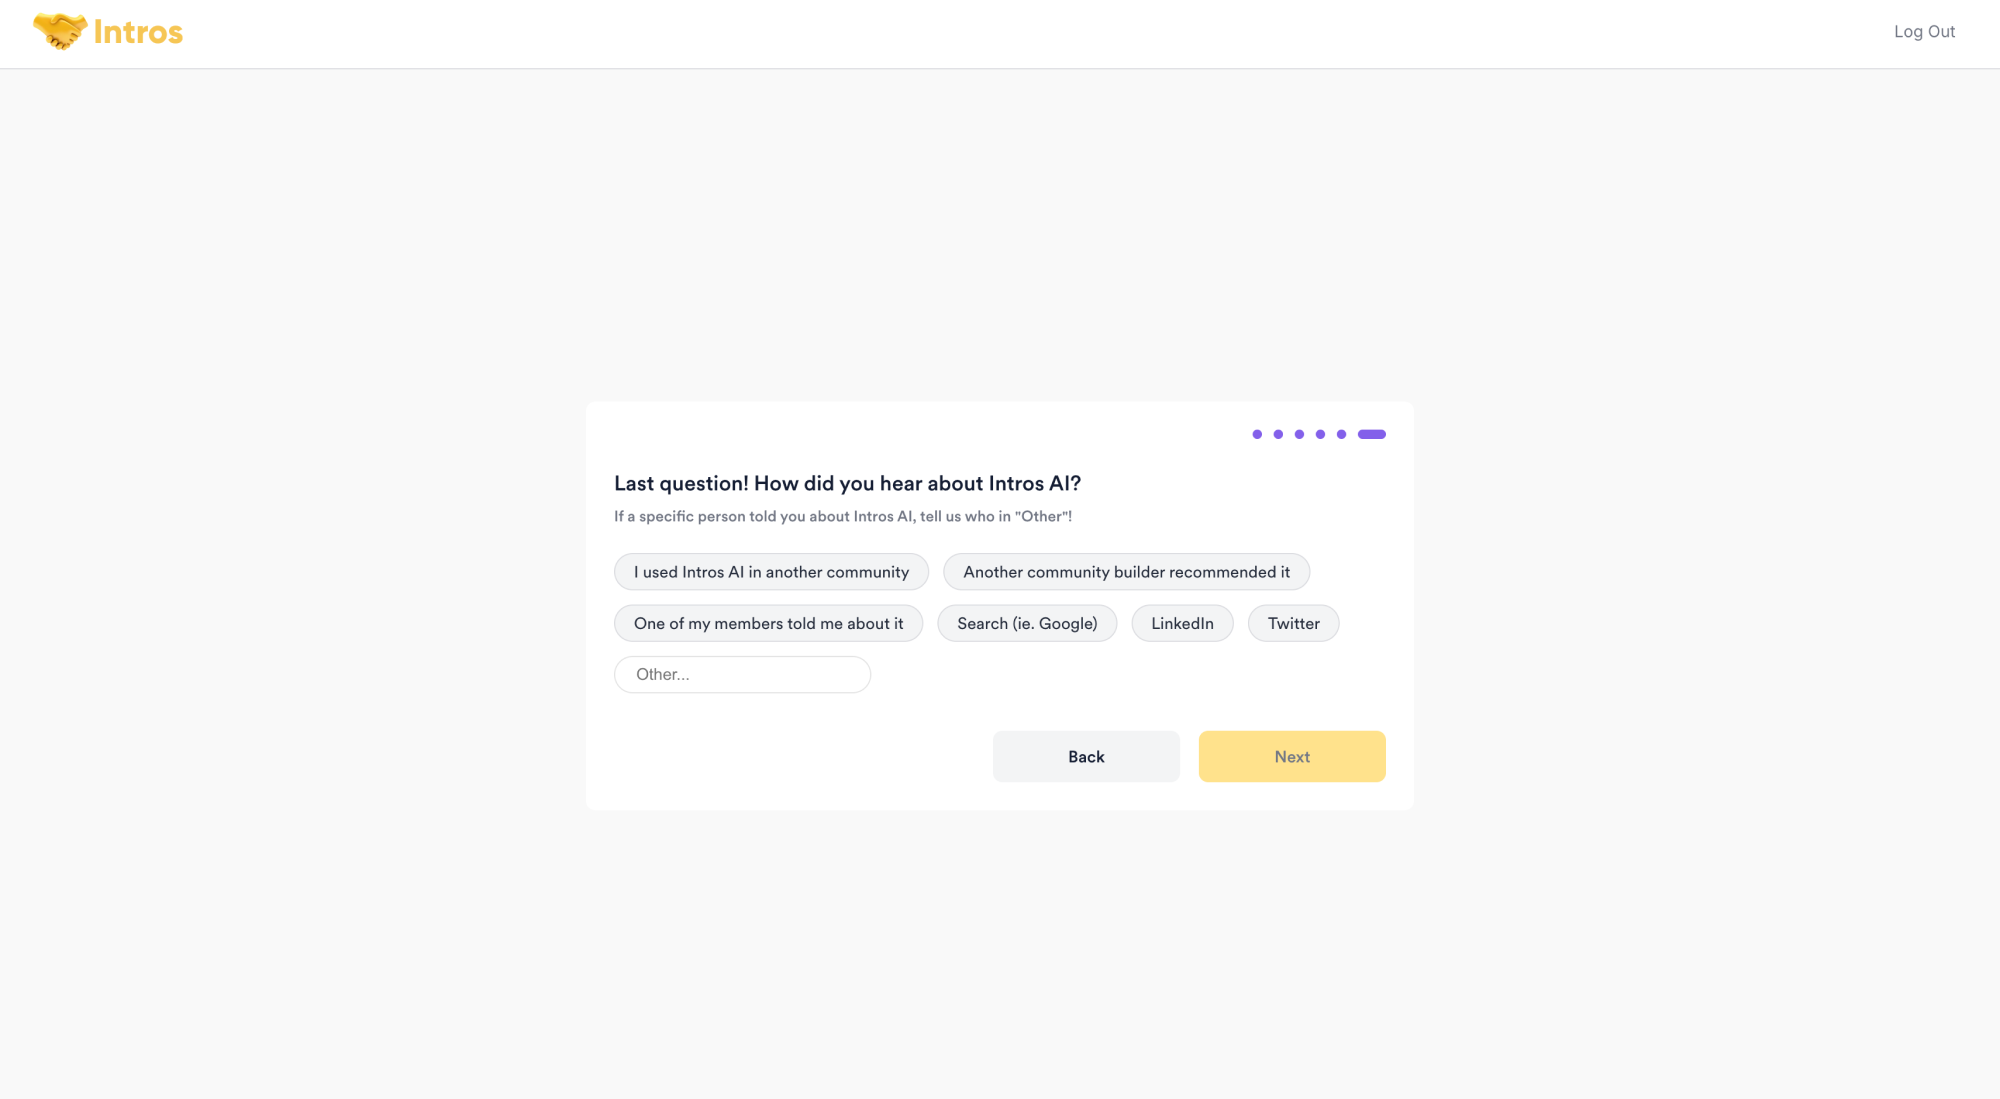 Intros
Log Out
Last question! How did you hear about Intros AI?
If a specific person told you about Intros AI, tell us who in "Other"!
I used Intros AI in another community
Another community builder recommended it
One of my members told me about it
Search (ie. Google)
LinkedIn
Twitter
Other...
Back
Next